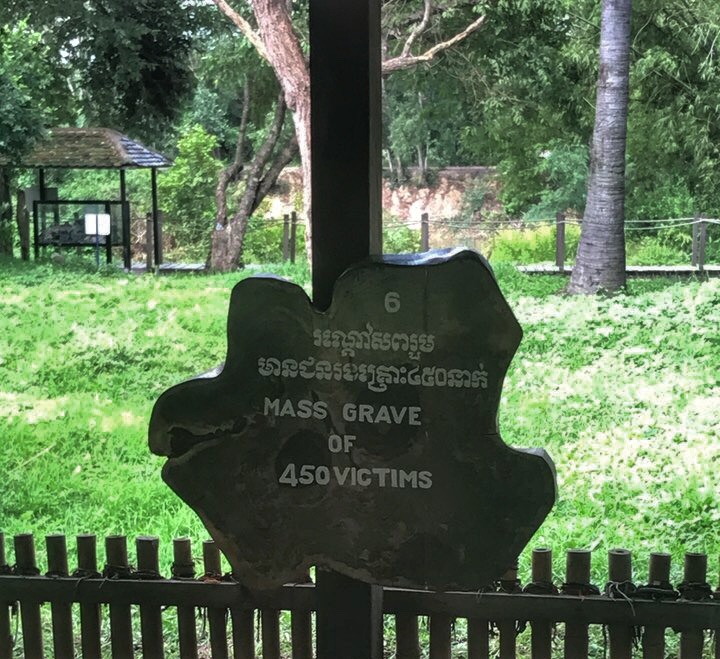 6
រណ្ដៅសពរួម
មានជនរងគ្រោះ៤៥០នាក់
MASS GRAVE
OF
450 VICTIMS